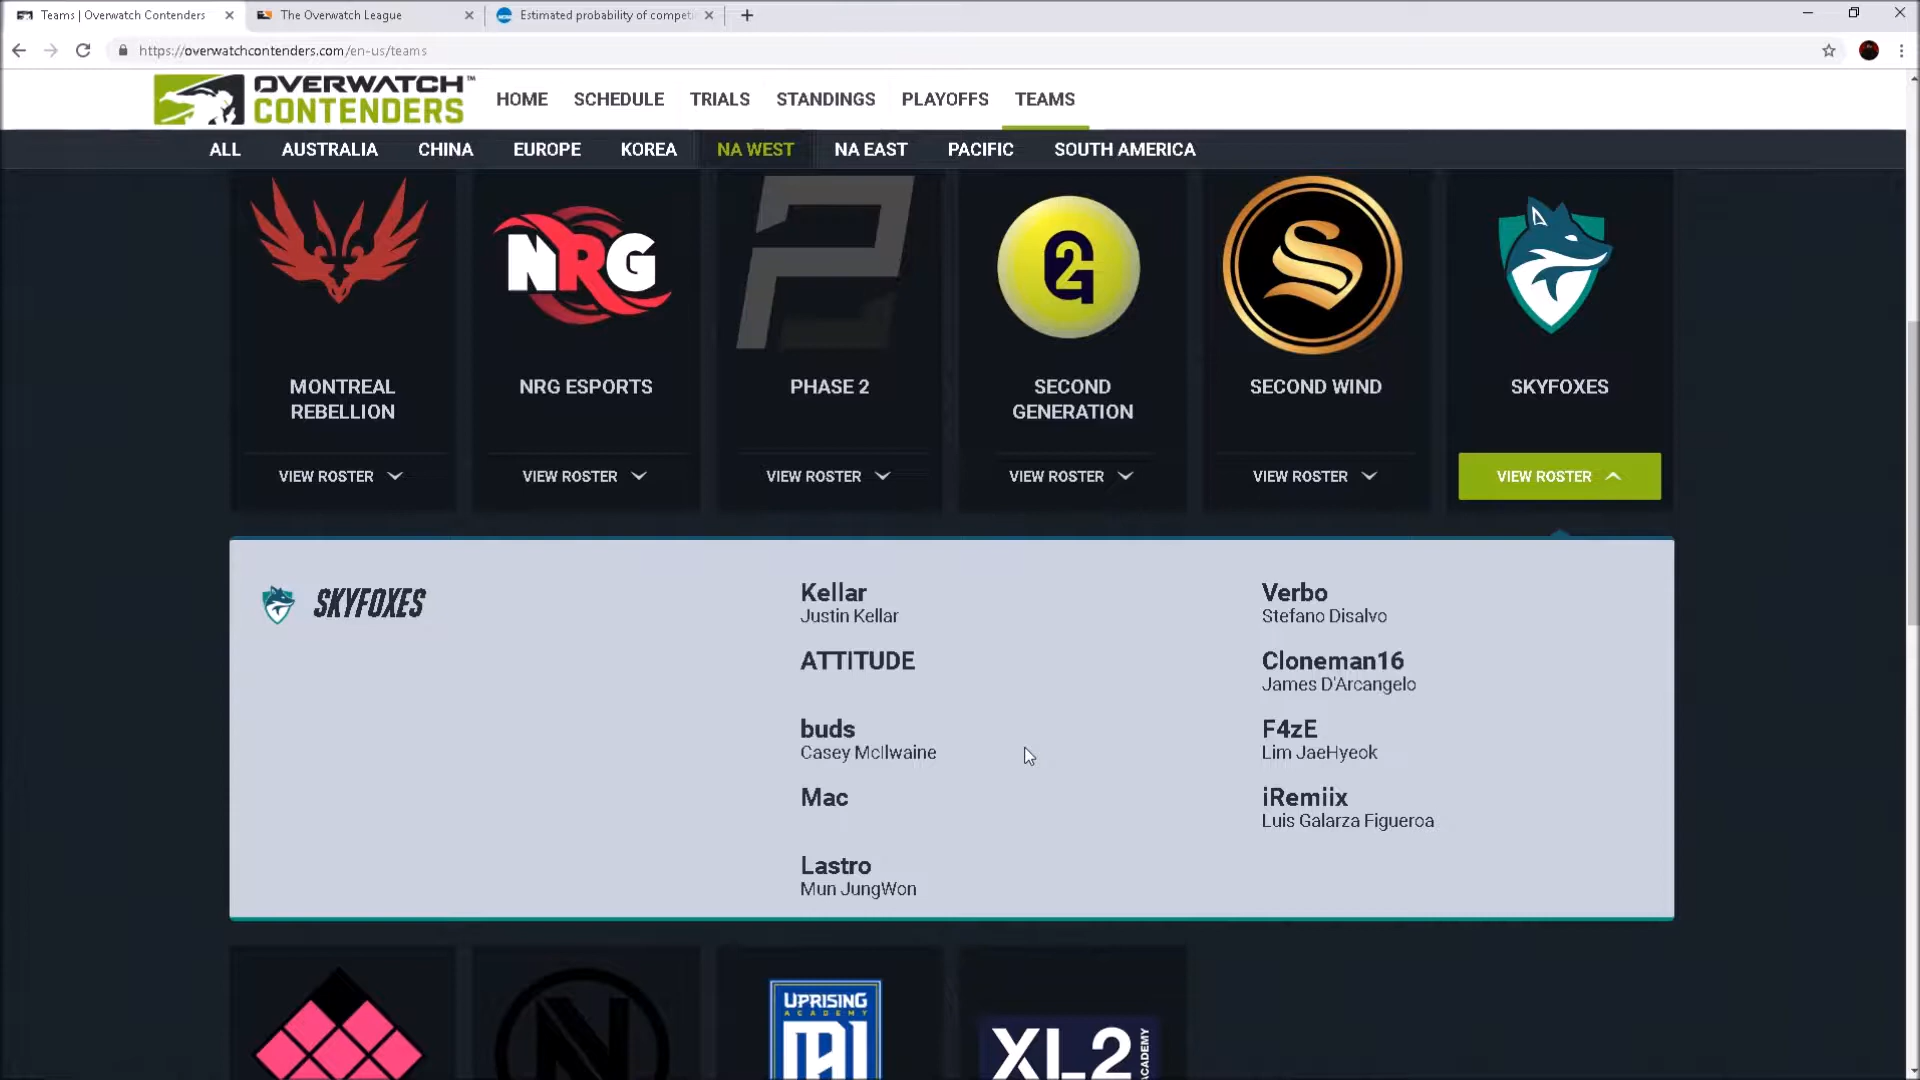 Teams | Overwatch Contenders
The Overwatch League
Estimated probability of competi
https://overwatchcontenders.com/en-us/teams
OVERWATCH™
CONTENDERS
HOME
SCHEDULE
TRIALS
STANDINGS
PLAYOFFS
TEAMS
ALL
AUSTRALIA
CHINA
EUROPE
KOREA
NA WEST
NA EAST
PACIFIC
SOUTH AMERICA
NRG
2G
S
MONTREAL
REBELLION
NRG ESPORTS
PHASE 2
SECOND
GENERATION
SECOND WIND
SKYFOXES
VIEW ROSTER
VIEW ROSTER
VIEW ROSTER
VIEW ROSTER
VIEW ROSTER
VIEW ROSTER
SKYFOXES
Kellar
Justin Kellar
Verbo
Stefano Disalvo
ATTITUDE
Cloneman16
James D'Arcangelo
buds
Casey McIlwaine
F4zE
Lim JaeHyeok
Mac
iRemiix
Luis Galarza Figueroa
Lastro
Mun JungWon
UPRISING
ACADEMY
XL2
ACADEMY